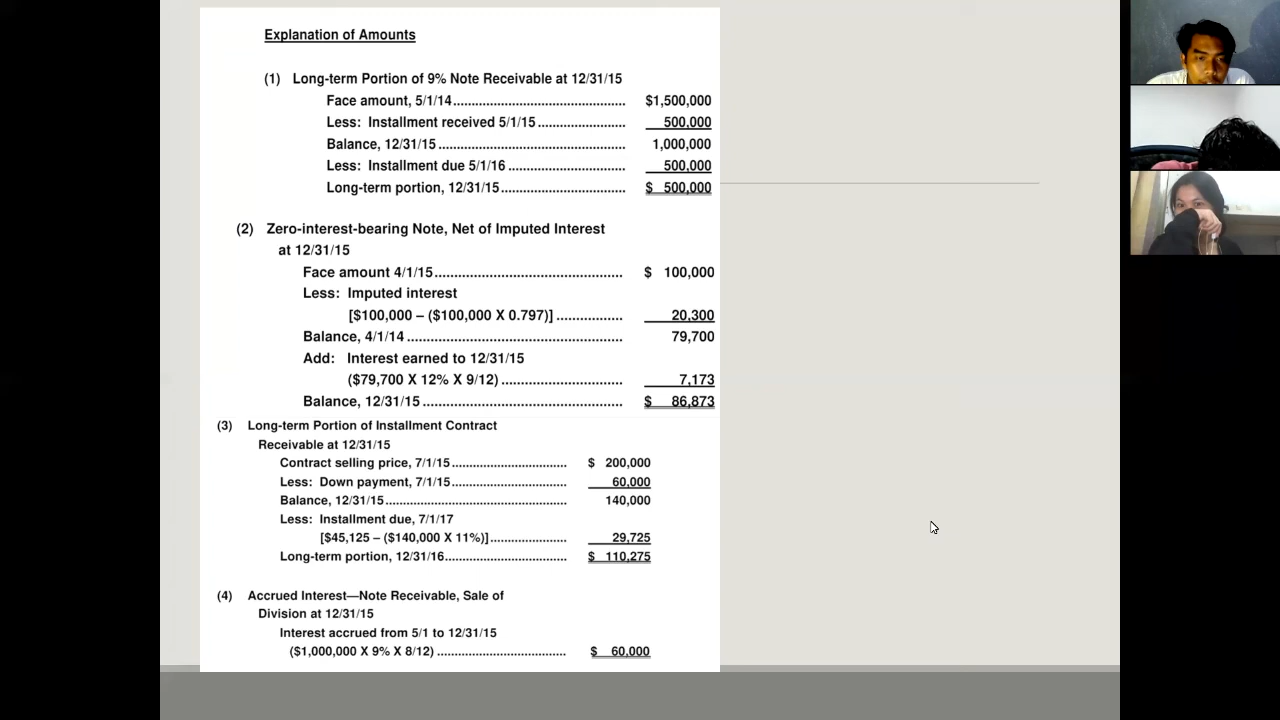 Explanation of Amounts
(1) Long-term Portion of 9% Note Receivable at 12/31/15
Face amount, 5/1/14............................................... $1,500,000
Less: Installment received 5/1/15........................ 500,000
Balance, 12/31/15................................................... 1,000,000
Less: Installment due 5/1/16................................ 500,000
Long-term portion, 12/31/15.................................. $ 500,000
(2) Zero-interest-bearing Note, Net of Imputed Interest
at 12/31/15
Face amount 4/1/15................................................... $ 100,000
Less: Imputed interest
[$100,000 – ($100,000 X 0.797)] ................. 20,300
Balance, 4/1/14.......................................................... 79,700
Add: Interest earned to 12/31/15
($79,700 X 12% X 9/12)................................ 7,173
Balance, 12/31/15...................................................... $ 86,873
(3) Long-term Portion of Installment Contract
Receivable at 12/31/15
Contract selling price, 7/1/15................................ $ 200,000
Less: Down payment, 7/1/15................................ 60,000
Balance, 12/31/15.................................................. 140,000
Less: Installment due, 7/1/17
[$45,125 – ($140,000 X 11%)]..................... 29,725
Long-term portion, 12/31/16................................. $ 110,275
(4) Accrued Interest—Note Receivable, Sale of
Division at 12/31/15
Interest accrued from 5/1 to 12/31/15
($1,000,000 X 9% X 8/12) .................................... $ 60,000